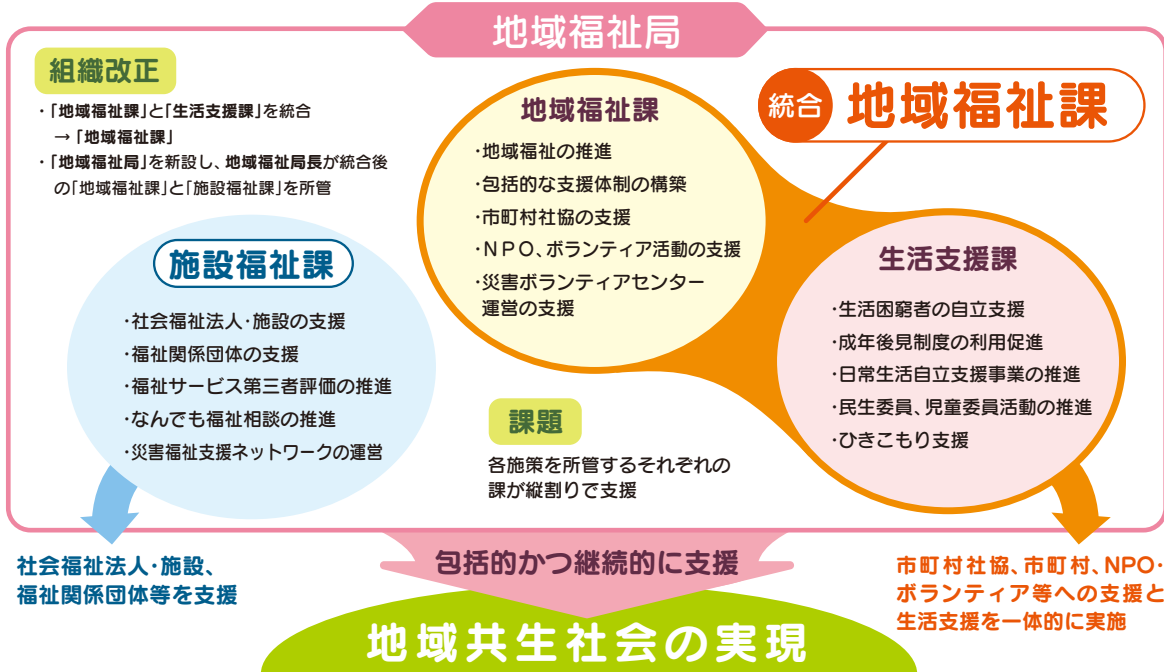 地域福祉局
組織改正
・「地域福祉課」と「生活支援課」を統合
→「地域福祉課」
・「地域福祉局」を新設し、地域福祉局長が統合後
の「地域福祉課」と「施設福祉課」を所管
地域福祉課
・地域福祉の推進
・包括的な支援体制の構築
・市町村社協の支援
・NPO、ボランティア活動の支援
・災害ボランティアセンター
運営の支援
統合 地域福祉課
施設福祉課
・社会福祉法人・施設の支援
・福祉関係団体の支援
・福祉サービス第三者評価の推進
・なんでも福祉相談の推進
・災害福祉支援ネットワークの運営
生活支援課
・生活困窮者の自立支援
・成年後見制度の利用促進
・日常生活自立支援事業の推進
・民生委員、児童委員活動の推進
・ひきこもり支援
課題
各施策を所管するそれぞれの
課が縦割りで支援
社会福祉法人・施設、
福祉関係団体等を支援
包括的かつ継続的に支援
市町村社協、市町村、NPO・
ボランティア等への支援と
生活支援を一体的に実施
地域共生社会の実現